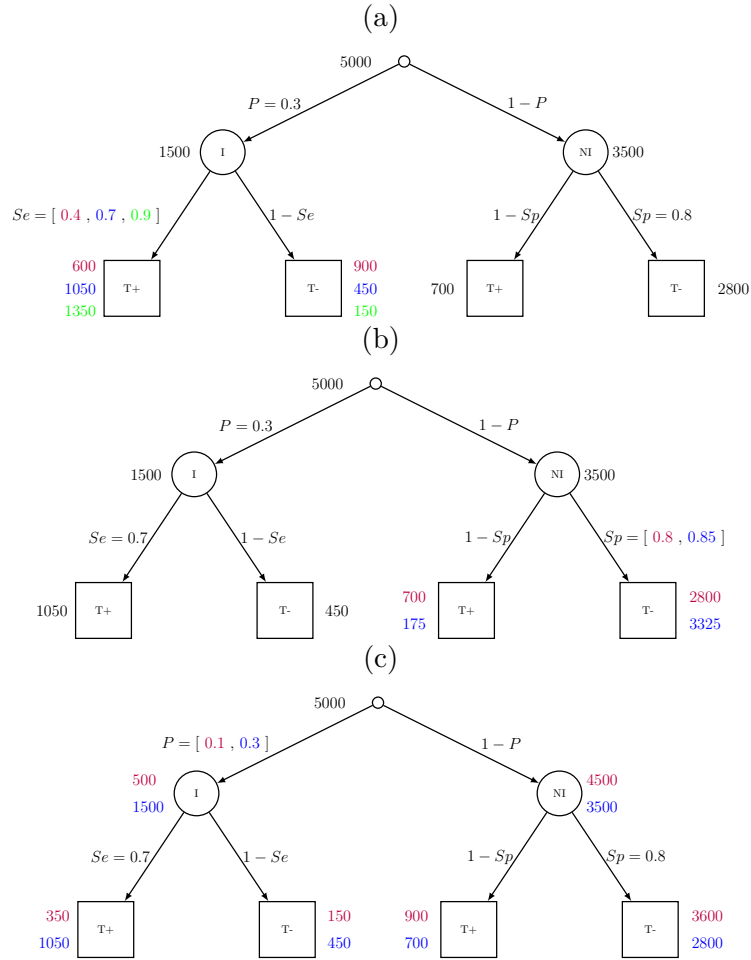 (a)
5000
P = 0.3
1 − P
1500
I
NI
3500
Se = [ 0.4 , 0.7 , 0.9 ]
1 − Se
1 − Sp
Sp = 0.8
600
1050
1350
T+
T-
900
450
150
700
T+
T-
2800
(b)
5000
P = 0.3
1 − P
1500
I
NI
3500
Se = 0.7
1 − Se
1 − Sp
Sp = [ 0.8 , 0.85 ]
1050
T+
T-
450
700
175
T+
T-
2800
3325
(c)
5000
P = [ 0.1 , 0.3 ]
1 − P
500
1500
I
NI
4500
3500
Se = 0.7
1 − Se
1 − Sp
Sp = 0.8
350
1050
T+
T-
150
450
900
700
T+
T-
3600
2800